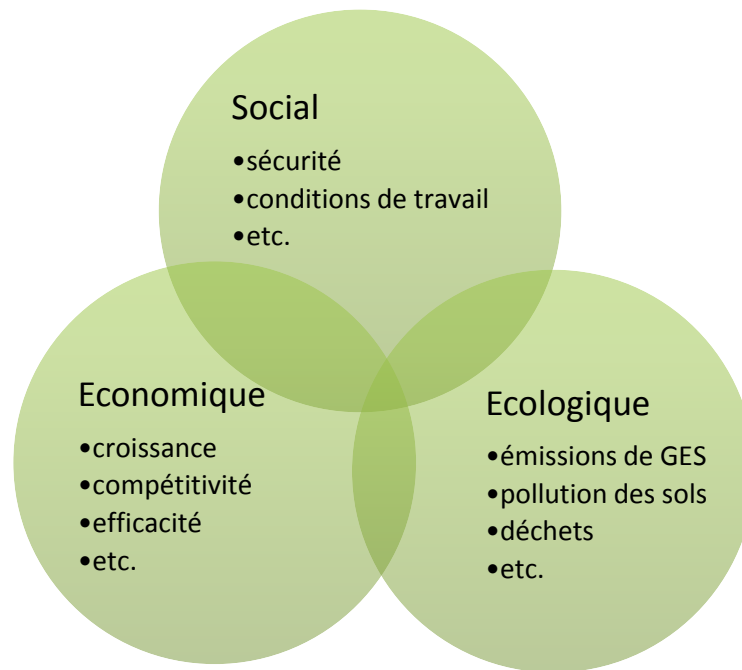 Social
•sécurité
•conditions de travail
•etc.
Economique
•croissance
•compétitivité
•efficacité
•etc.
Ecologique
•émissions de GES
•pollution des sols
•déchets
•etc.